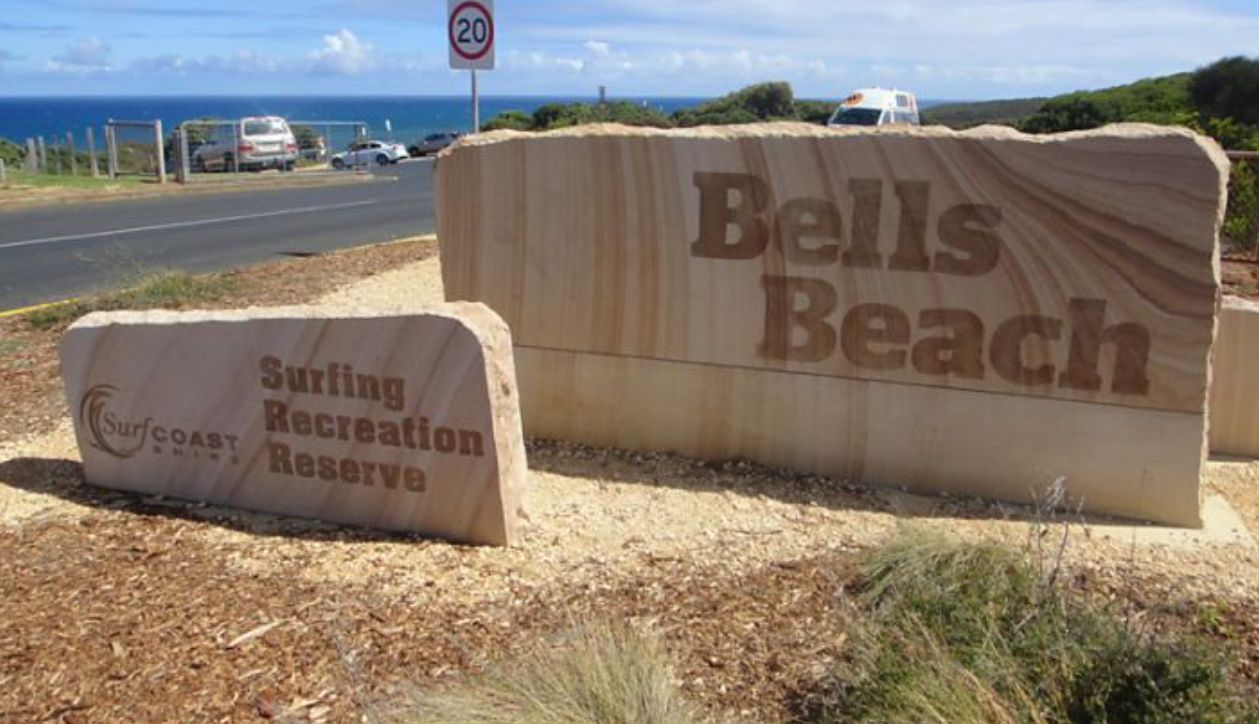 20
Bells
Beach
Surf COAST
SHIRE
Surfing
Recreation
Reserve